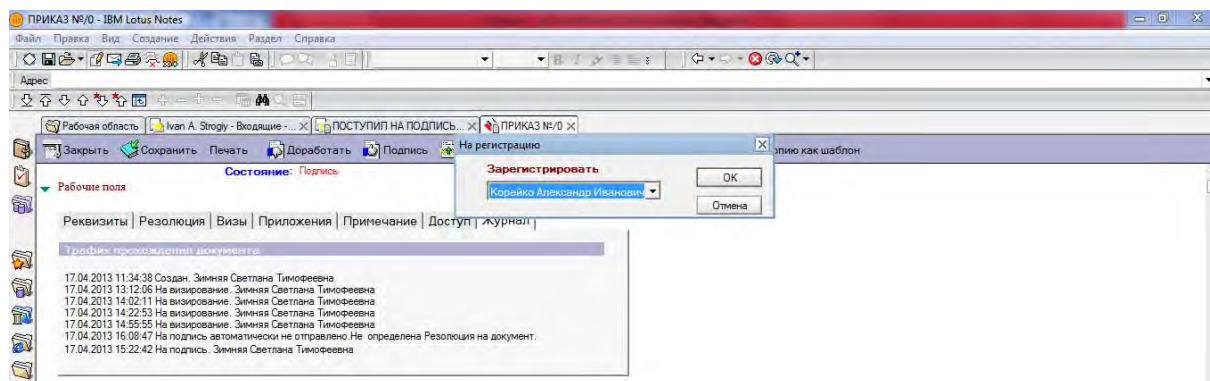 ПРИКАЗ №/0 - IBM Lotus Notes
Файл Правка Вид Создание Действия Раздел Справка
Адрес
Рабочая область Ivan A. Strogiy - Входящие -... ПОСТУПИЛ НА ПОДПИСЬ... ПРИКАЗ №/0
Закрыть Сохранить Печать Доработать Подпись На регистрацию опию как шаблон
Состояние: Подпись
Рабочие поля
Зарегистрировать
Корейко Александр Иванович
OK
Отмена
Реквизиты | Резолюция | Визы | Приложения | Примечание | Доступ | Журнал |
Трафик прохождения документа
17.04.2013 11:34:38 Создан. Зимняя Светлана Тимофеевна
17.04.2013 13:12:06 На визирование. Зимняя Светлана Тимофеевна
17.04.2013 14:02:11 На визирование. Зимняя Светлана Тимофеевна
17.04.2013 14:22:53 На визирование. Зимняя Светлана Тимофеевна
17.04.2013 14:55:55 На визирование. Зимняя Светлана Тимофеевна
17.04.2013 16:08:47 На подпись автоматически не отправлено.Не определена Резолюция на документ.
17.04.2013 15:22:42 На подпись. Зимняя Светлана Тимофеевна